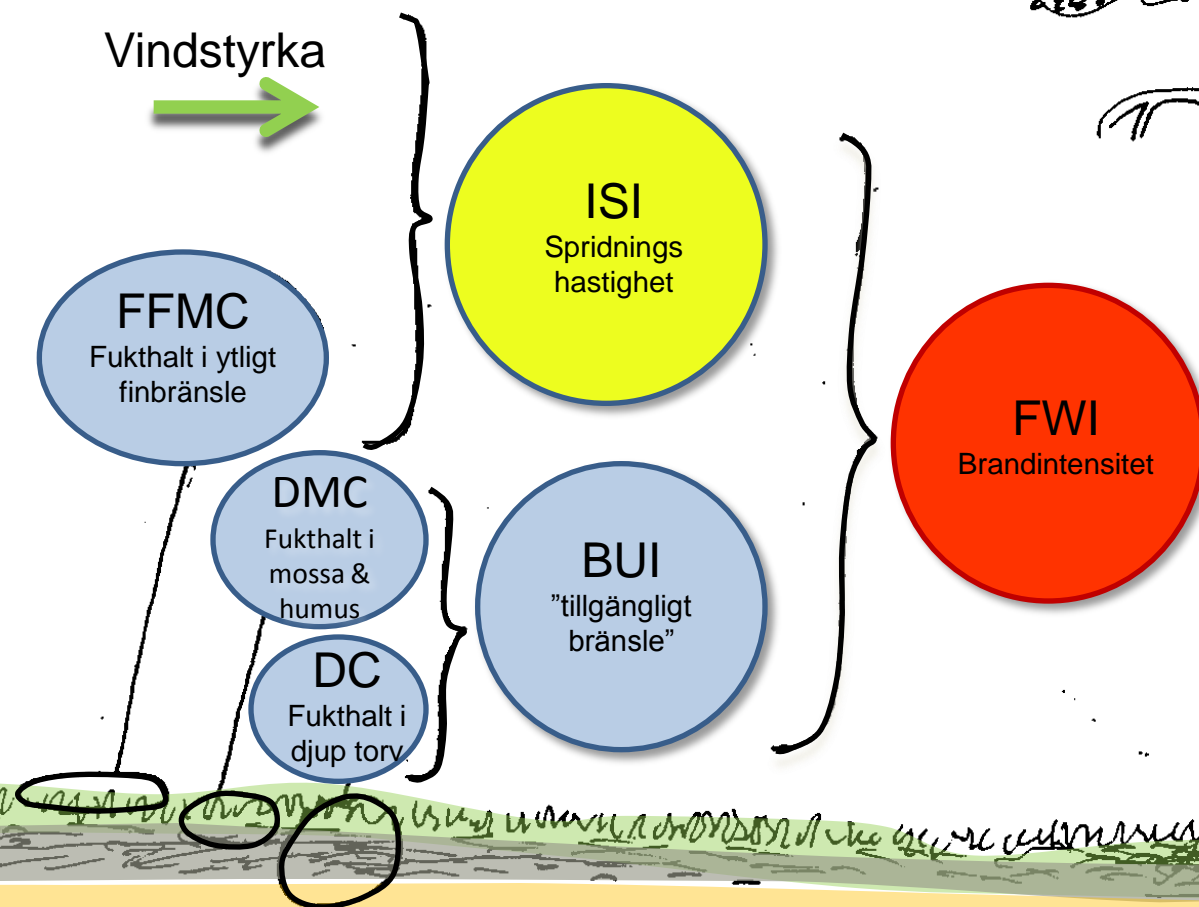 Vindstyrka
ISI
Spridnings
hastighet
FFMC
Fukthalt i ytligt
finbränsle
FWI
Brandintensitet
DMC
Fukthalt i
mossa &
humus
BUI
”tillgängligt
bränsle”
DC
Fukthalt i
djup torv